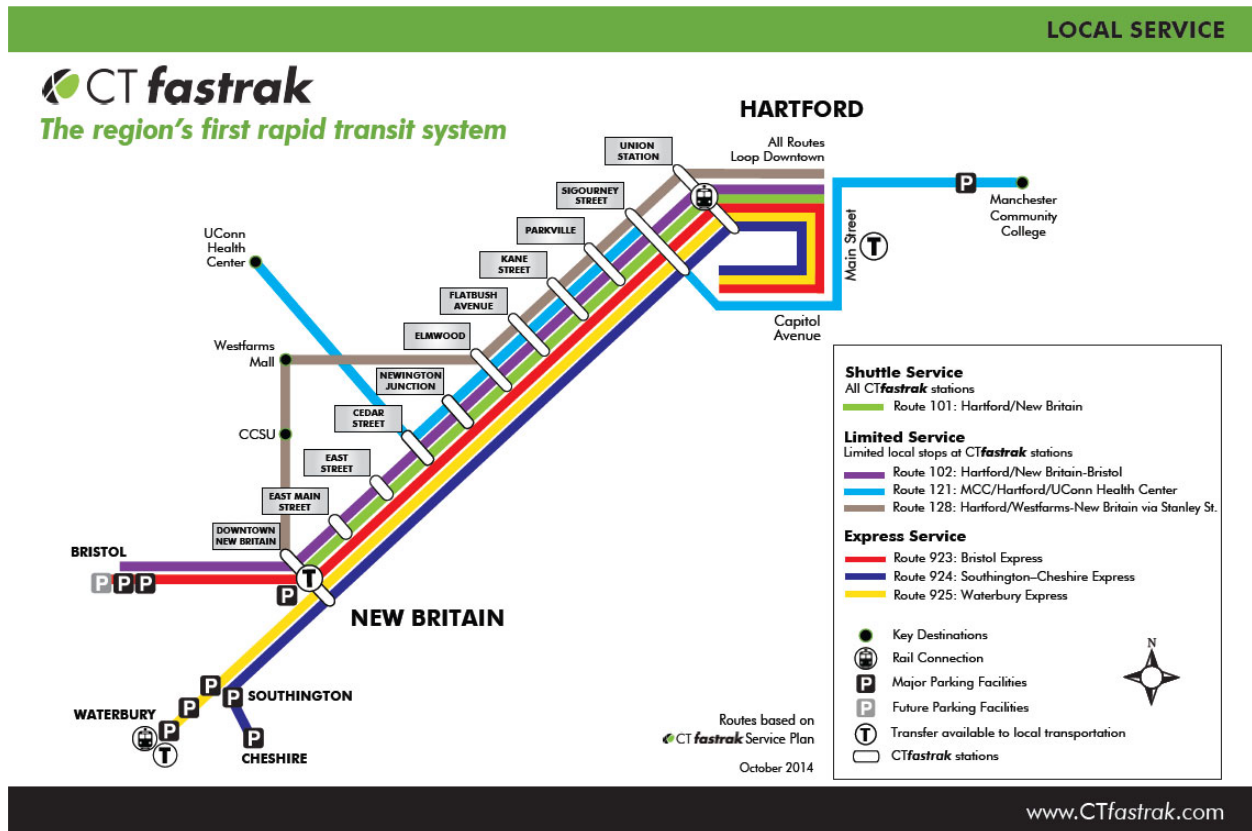 LOCAL SERVICE
CT fastrak
The region's first rapid transit system
HARTFORD
UNION
STATION
All Routes
Loop Downtown
SIGOURNEY
STREET
Manchester
Community
College
P
Main Street
T
PARKVILLE
UConn
Health
Center
KANE
STREET
FLATBUSH
AVENUE
Capitol
Avenue
ELMWOOD
Westfarms
Mall
NEWINGTON
JUNCTION
CEDAR
STREET
CCSU
EAST
STREET
EAST MAIN
STREET
DOWNTOWN
NEW BRITAIN
BRISTOL
P P P
T
P
NEW BRITAIN
P
P
SOUTHINGTON
P
WATERBURY
P
T
P
CHESHIRE
Shuttle Service
All CTfastrak stations
Route 101: Hartford/New Britain
Limited Service
Limited local stops at CTfastrak stations
Route 102: Hartford/New Britain-Bristol
Route 121: MCC/Hartford/UConn Health Center
Route 128: Hartford/Westfarms-New Britain via Stanley St.
Express Service
Route 923: Bristol Express
Route 924: Southington–Cheshire Express
Route 925: Waterbury Express
Key Destinations
Rail Connection
P Major Parking Facilities
P Future Parking Facilities
T Transfer available to local transportation
CTfastrak stations
N
Routes based on
CT fastrak Service Plan
October 2014
www.CTfastrak.com